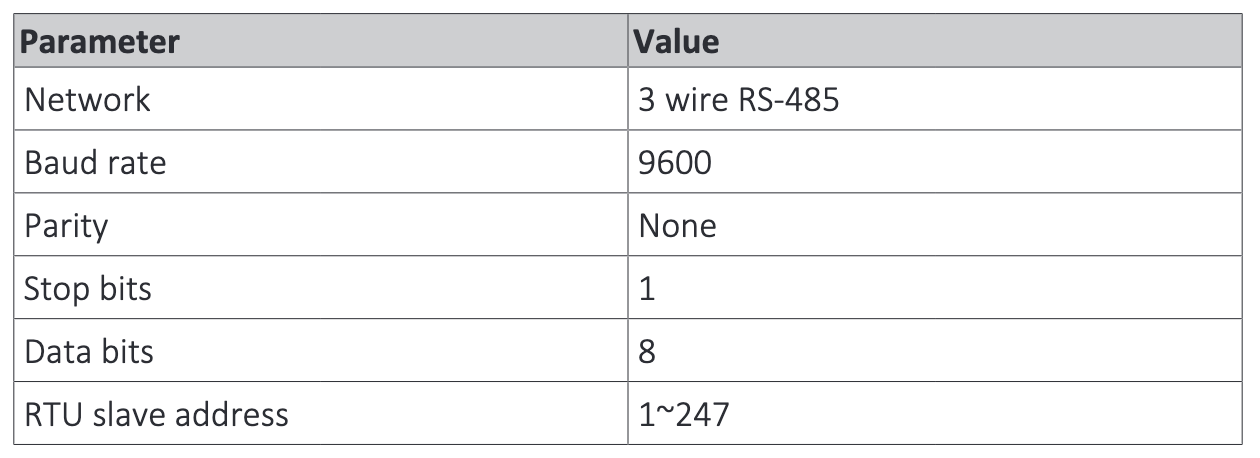 Parameter Value
Network 3 wire RS-485
Baud rate 9600
Parity None
Stop bits 1
Data bits 8
RTU slave address 1~247